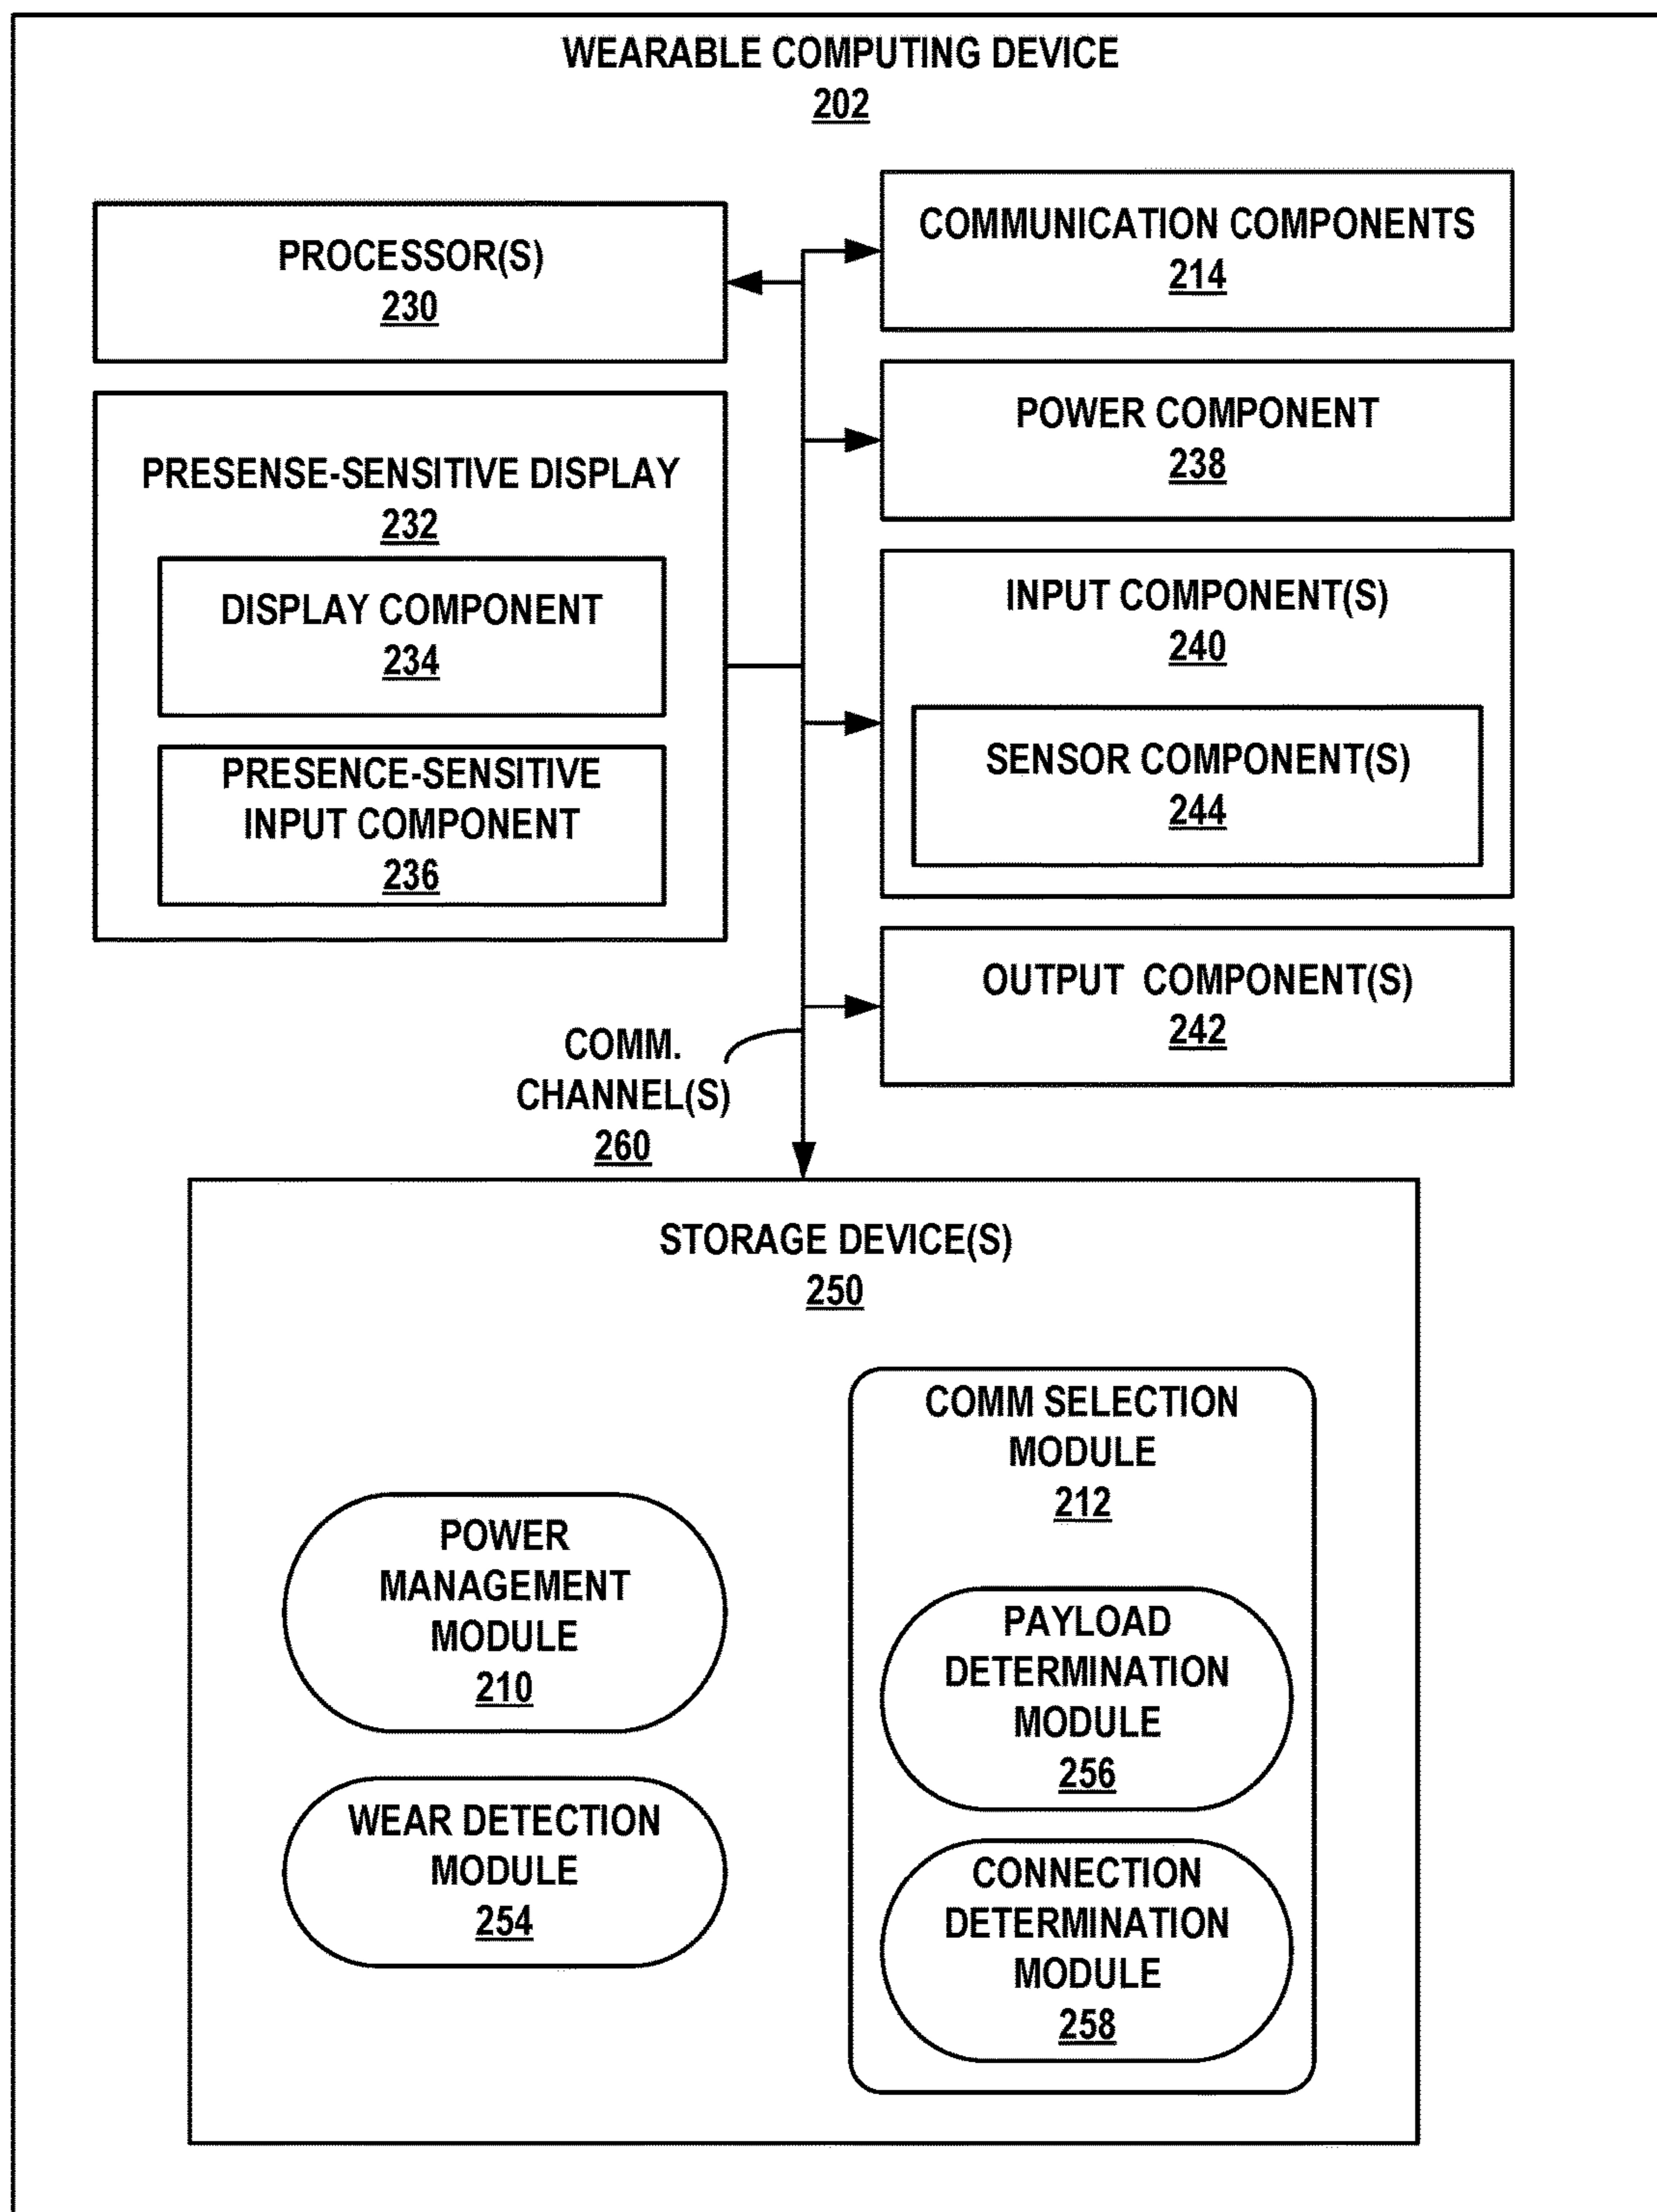 WEARABLE COMPUTING DEVICE
202
PROCESSOR(S)
230
PRESENSE-SENSITIVE DISPLAY
232
DISPLAY COMPONENT
234
PRESENCE-SENSITIVE
INPUT COMPONENT
236
COMMUNICATION COMPONENTS
214
POWER COMPONENT
238
INPUT COMPONENT(S)
240
SENSOR COMPONENT(S)
244
OUTPUT COMPONENT(S)
242
COMM.
CHANNEL(S)
260
STORAGE DEVICE(S)
250
POWER
MANAGEMENT
MODULE
210
WEAR DETECTION
MODULE
254
COMM SELECTION
MODULE
212
PAYLOAD
DETERMINATION
MODULE
256
CONNECTION
DETERMINATION
MODULE
258